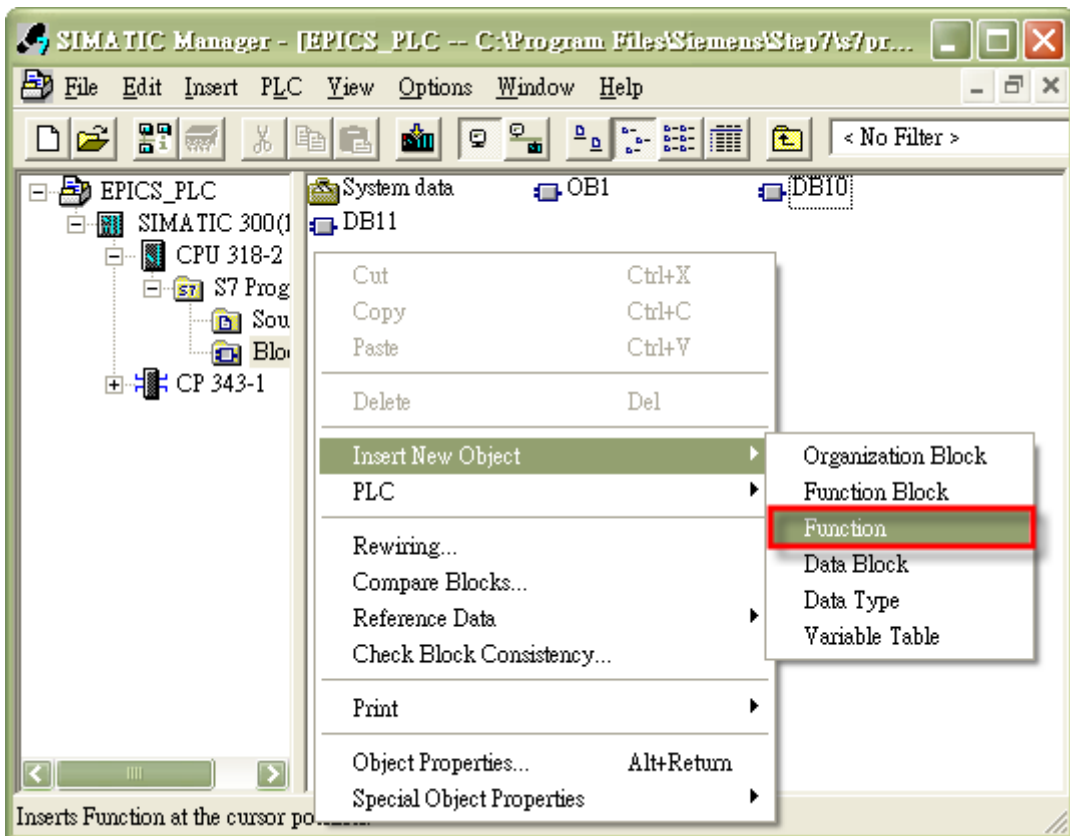 SIMATIC Manager - [EPICS_PLC -- C:\Program Files\Siemens\Step7\s7pr...
File Edit Insert PLC View Options Window Help
< No Filter >
EPICS_PLC
SIMATIC 300(1
CPU 318-2
S7 Prog
Sou
Blo
CP 343-1
System data OB1 DB10
DB11
Cut Ctrl+X
Copy Ctrl+C
Paste Ctrl+V
Delete Del
Insert New Object
PLC
Rewiring...
Compare Blocks...
Reference Data
Check Block Consistency...
Print
Object Properties... Alt+Return
Special Object Properties
Organization Block
Function Block
Function
Data Block
Data Type
Variable Table
Inserts Function at the cursor